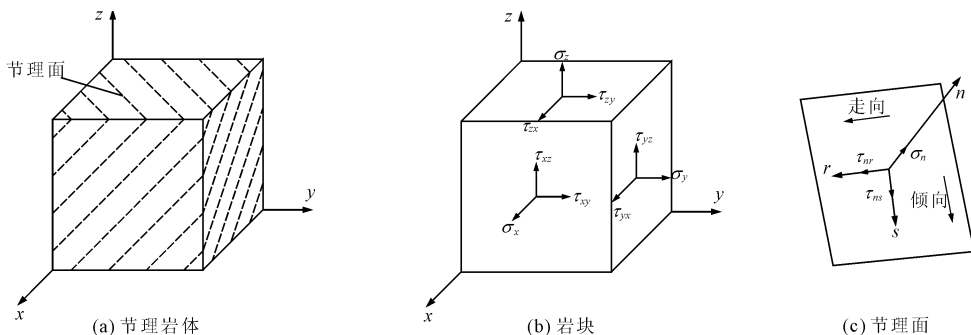 z
节理面
y
x
(a) 节理岩体
z
σz
τzy
τzx
τxz
τxy
σx
τyz
σy
τyx
y
x
(b) 岩块
走向
n
σn
τnr
r
τns
倾向
s
(c) 节理面